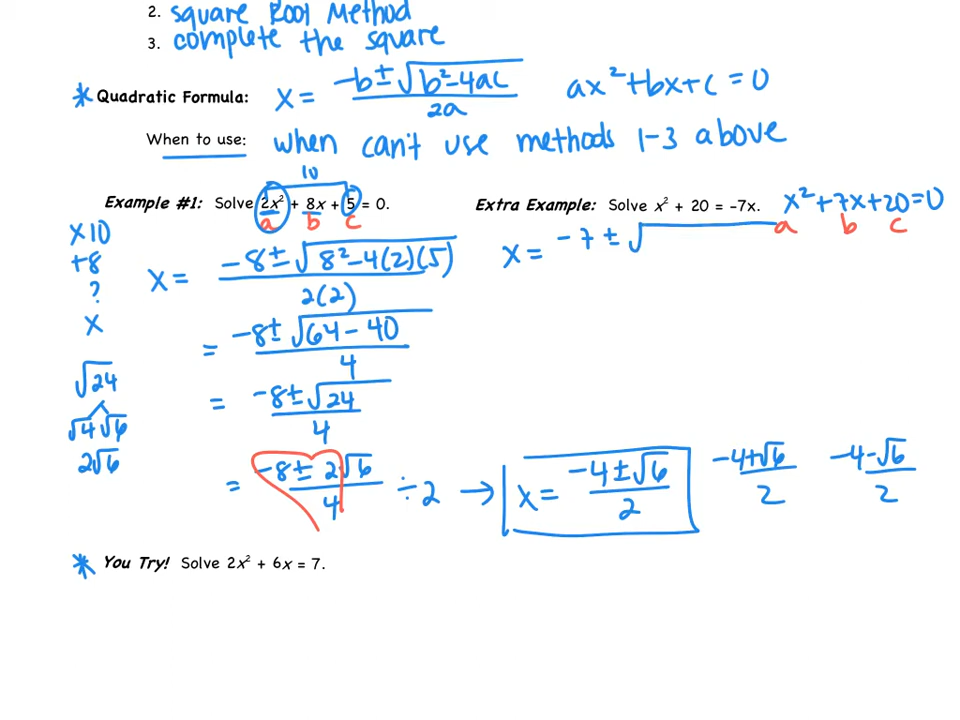 2. square Root Method
3. complete the square
* Quadratic Formula: x = (-b ± √(b²-4ac))/(2a) ax²+bx+c = 0
When to use: when can't use methods 1-3 above
10
Example #1: Solve 2x² + 8x + 5 = 0.
a b c
Extra Example: Solve x² + 20 = -7x. x²+7x+20=0
a b c
x10
+8
?
x
√24
√4√6
2√6
x = (-8 ± √(8²-4(2)(5)))/(2(2))
= (-8± √(64-40))/4
= (-8± √24)/4
= (-8± 2√6)/4 ÷2 → x = (-4±√6)/2 (-4+√6)/2 (-4-√6)/2
x = -7 ± √
* You Try! Solve 2x² + 6x = 7.